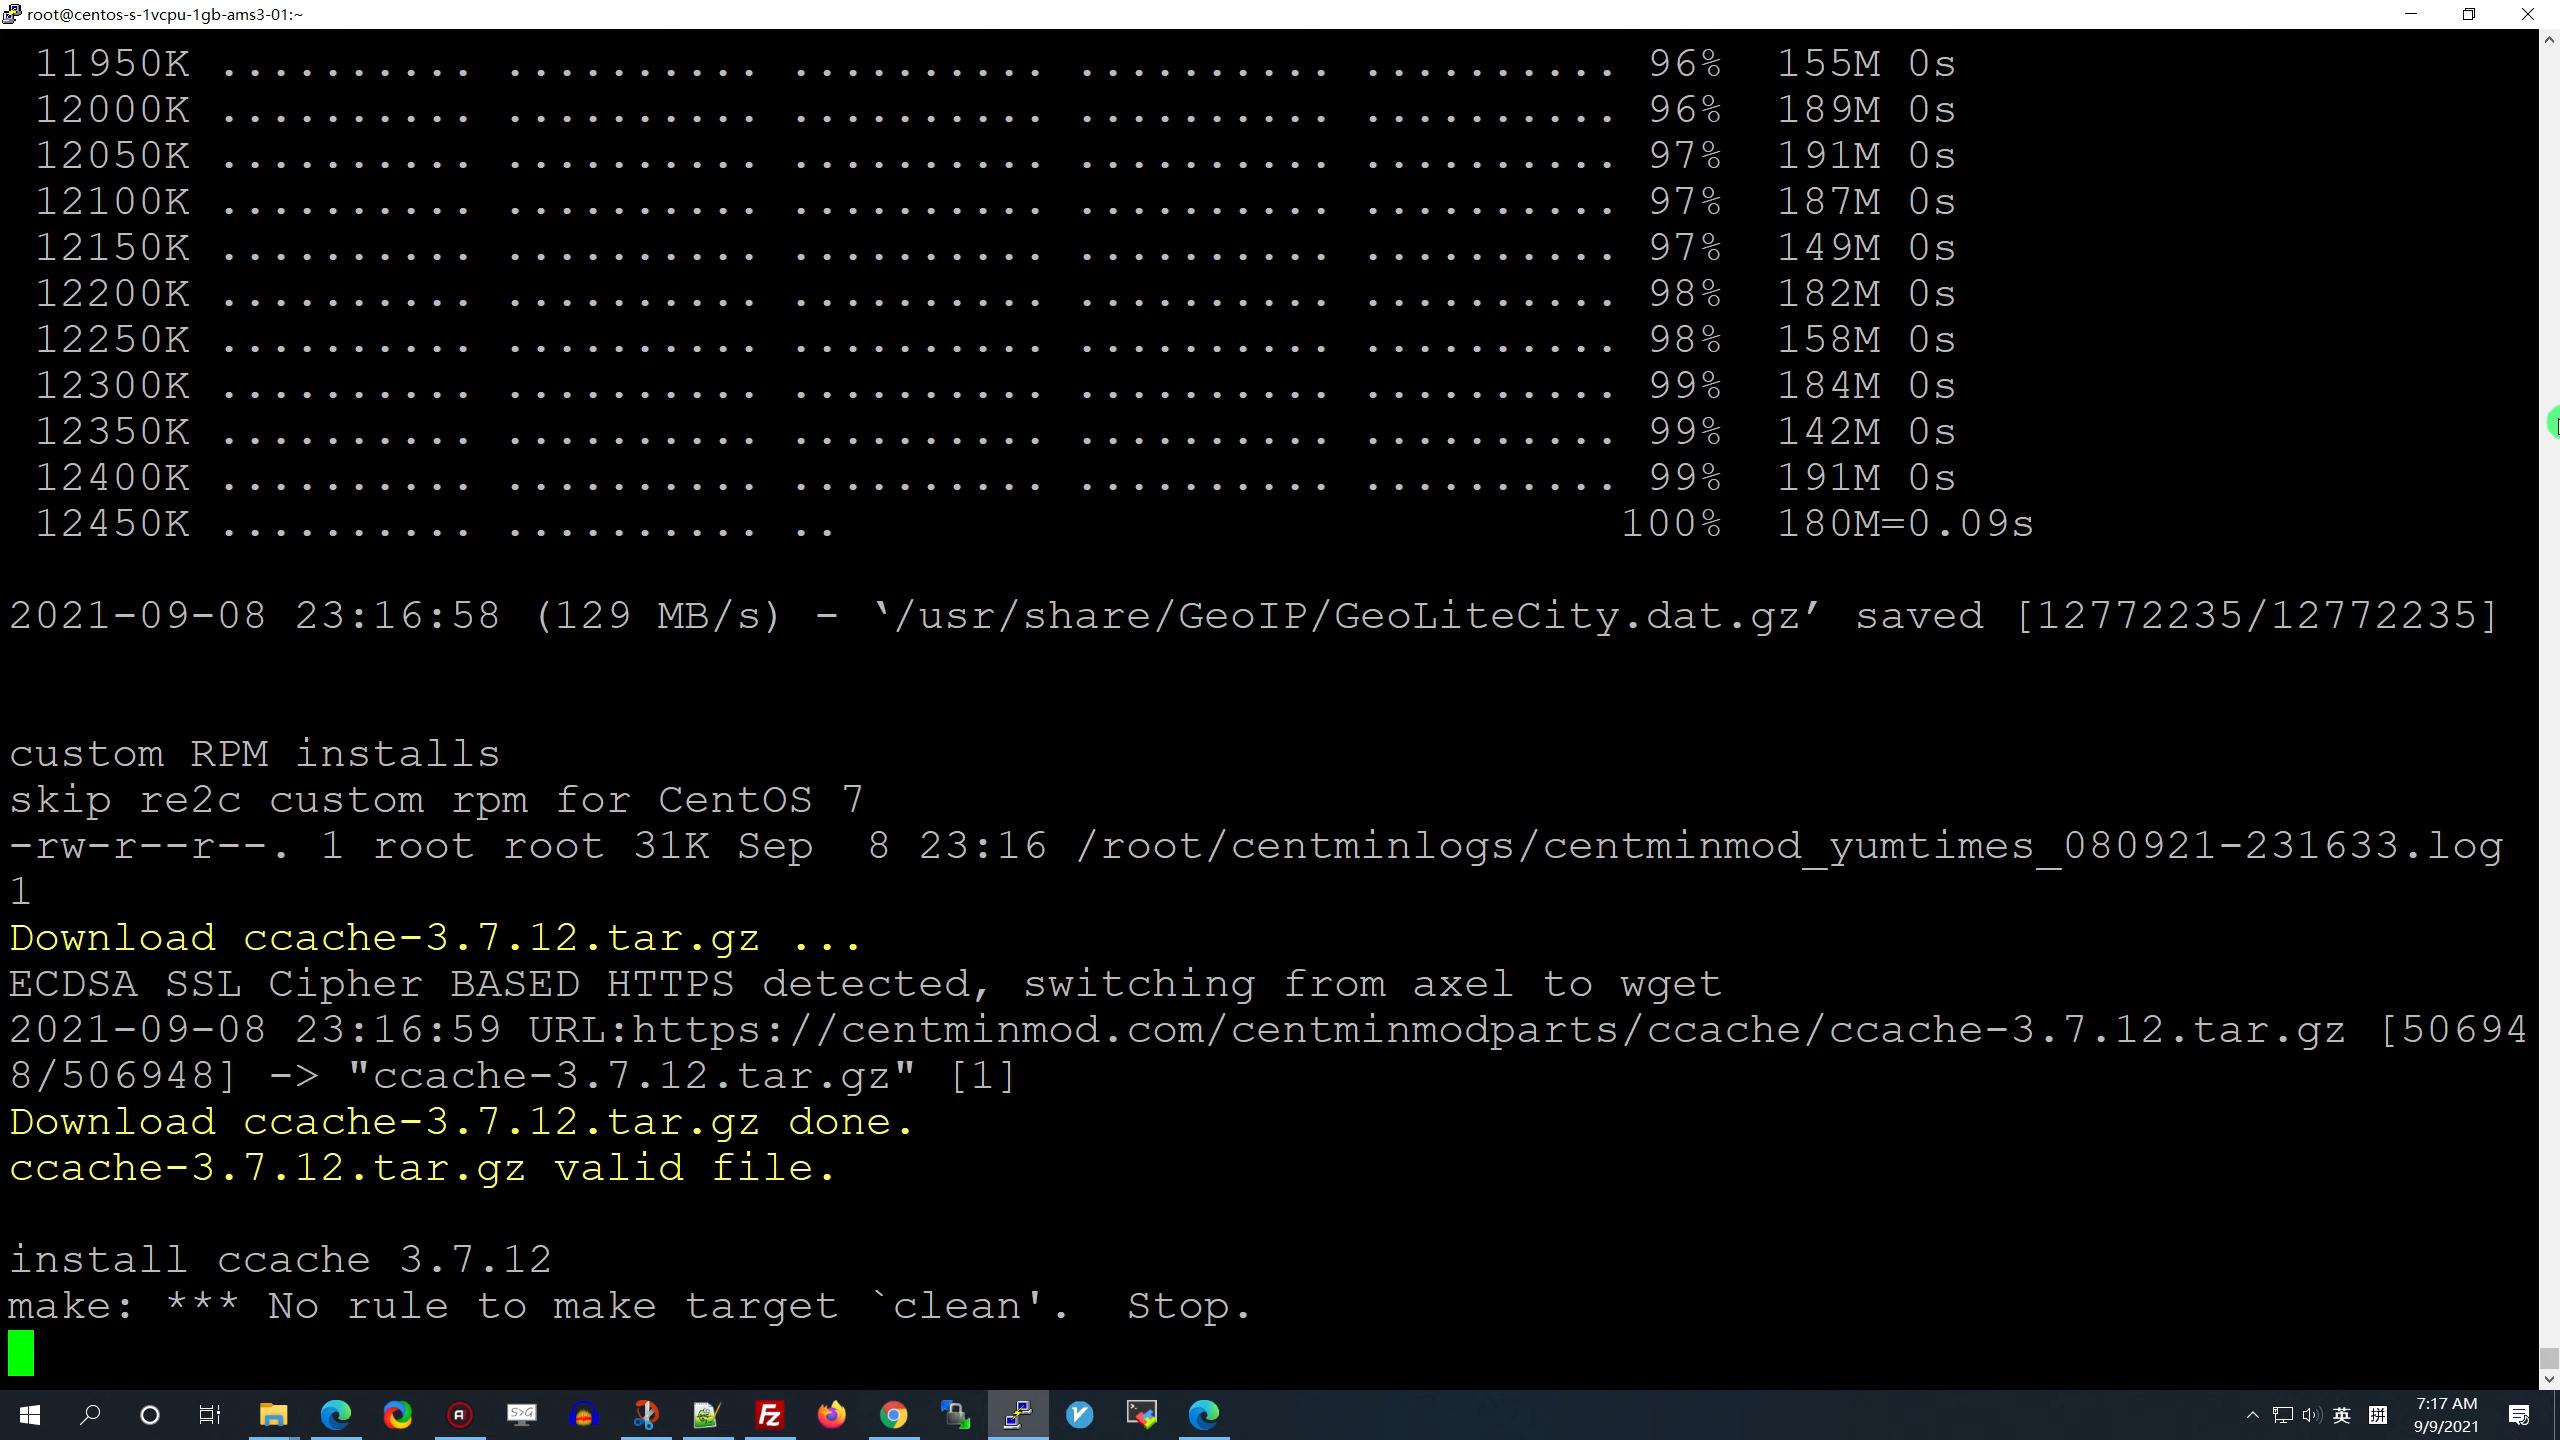 root@centos-s-1vcpu-1gb-ams3-01:~
11950K .......... .......... .......... .......... .......... 96% 155M 0s
12000K .......... .......... .......... .......... .......... 96% 189M 0s
12050K .......... .......... .......... .......... .......... 97% 191M 0s
12100K .......... .......... .......... .......... .......... 97% 187M 0s
12150K .......... .......... .......... .......... .......... 97% 149M 0s
12200K .......... .......... .......... .......... .......... 98% 182M 0s
12250K .......... .......... .......... .......... .......... 98% 158M 0s
12300K .......... .......... .......... .......... .......... 99% 184M 0s
12350K .......... .......... .......... .......... .......... 99% 142M 0s
12400K .......... .......... .......... .......... .......... 99% 191M 0s
12450K .......... .......... .. 100% 180M=0.09s
2021-09-08 23:16:58 (129 MB/s) - ‘/usr/share/GeoIP/GeoLiteCity.dat.gz’ saved [12772235/12772235]
custom RPM installs
skip re2c custom rpm for CentOS 7
-rw-r--r--. 1 root root 31K Sep  8 23:16 /root/centminlogs/centminmod_yumtimes_080921-231633.log
1
Download ccache-3.7.12.tar.gz ...
ECDSA SSL Cipher BASED HTTPS detected, switching from axel to wget
2021-09-08 23:16:59 URL:https://centminmod.com/centminmodparts/ccache/ccache-3.7.12.tar.gz [50694
8/506948] -> "ccache-3.7.12.tar.gz" [1]
Download ccache-3.7.12.tar.gz done.
ccache-3.7.12.tar.gz valid file.
install ccache 3.7.12
make: *** No rule to make target `clean'.  Stop.
S>G
英 拼 7:17 AM
9/9/2021